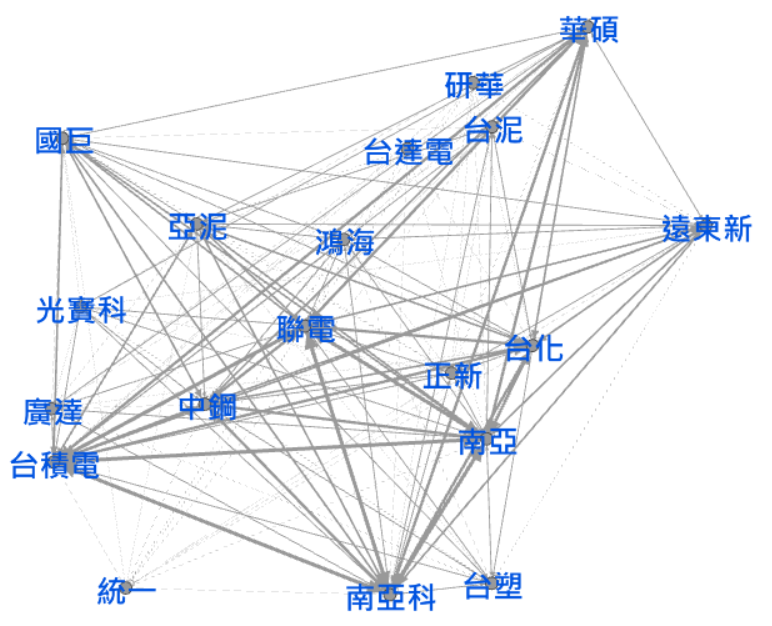 華碩
研華
台泥
國巨
台達電
亞泥
遠東新
鴻海
光寶科
聯電
台化
正新
廣達
中鋼
南亞
台積電
統一
南亞科
台塑